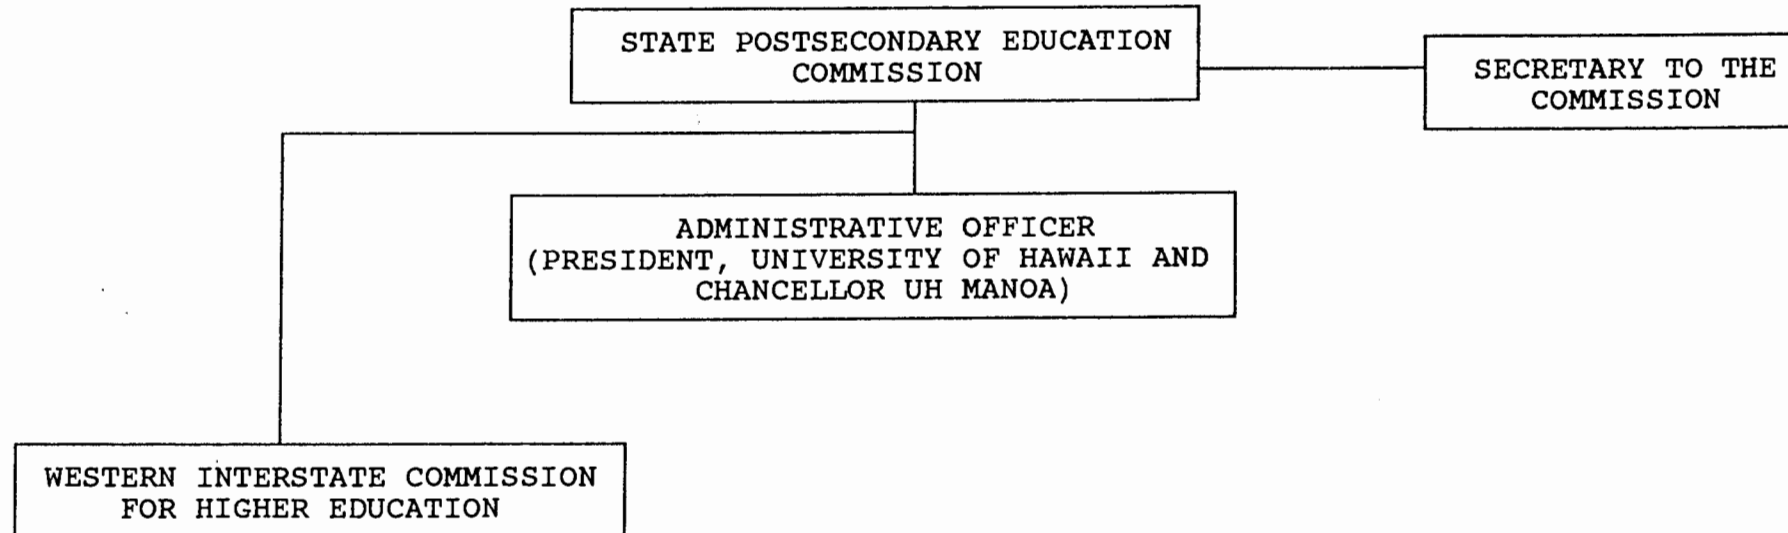 STATE POSTSECONDARY EDUCATION
COMMISSION
SECRETARY TO THE
COMMISSION
ADMINISTRATIVE OFFICER
(PRESIDENT, UNIVERSITY OF HAWAII AND
CHANCELLOR UH MANOA)
WESTERN INTERSTATE COMMISSION
FOR HIGHER EDUCATION